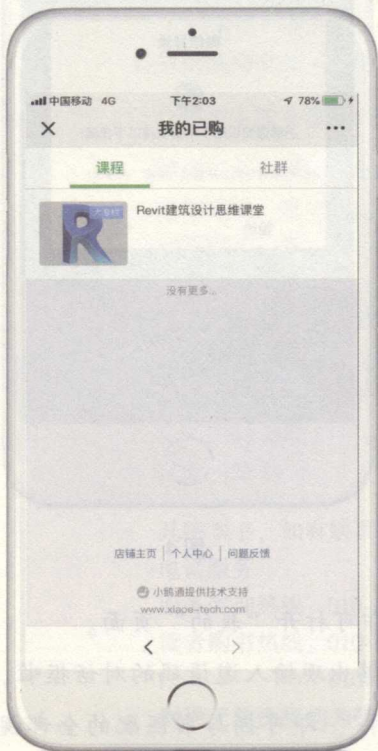 中国移动 4G 下午2:03 78%
我的已购
课程 社群
Revit建筑设计思维课堂
没有更多...
店铺主页 | 个人中心 | 问题反馈
小鹅通提供技术支持
www.xiaoe-tech.com